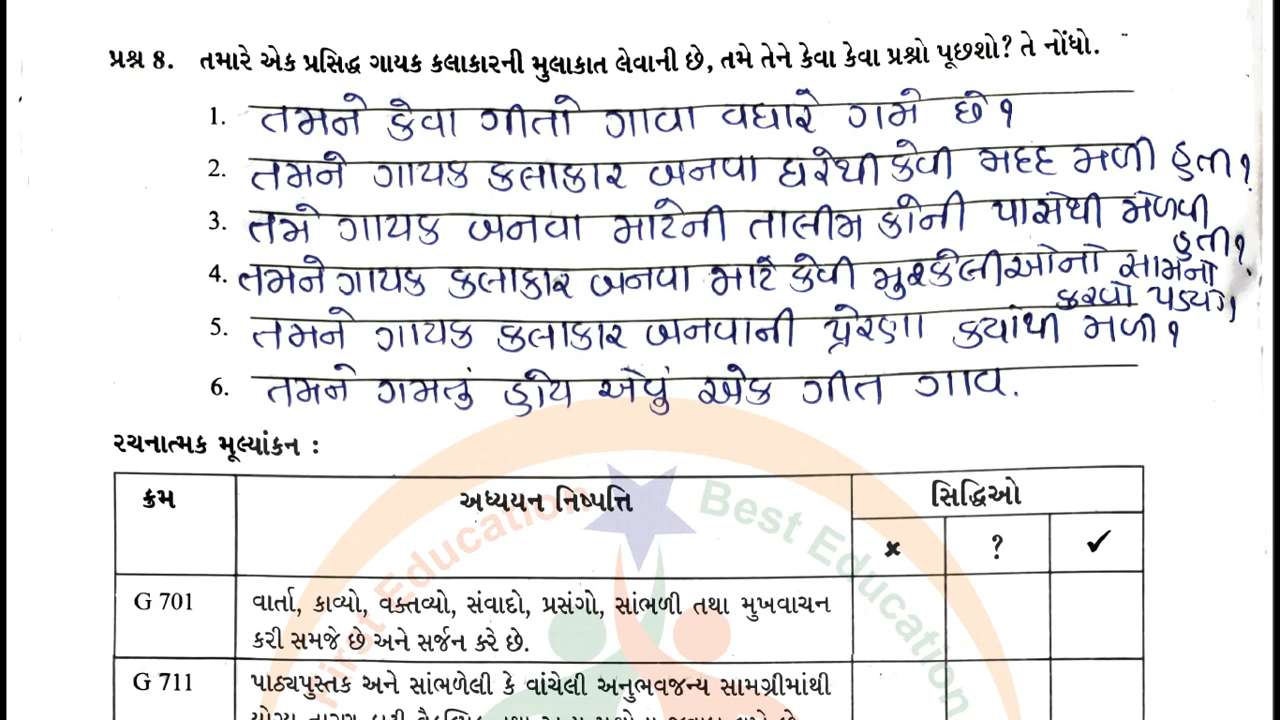 પ્રશ્ન 8. તમારે એક પ્રસિદ્ધ ગાયક કલાકારની મુલાકાત લેવાની છે, તમે તેને કેવા કેવા પ્રશ્નો પૂછશો? તે નોંધો.
1. તમને કેવા ગીતો ગાવા વધારે ગમે છે?
2. તમને ગાયક કલાકાર બનવા ઘરેથી કેવી મદદ મળી હતી?
3. તમે ગાયક બનવા માટેની તાલીમ કોની પાસેથી મેળવી
હતી?
4. તમને ગાયક કલાકાર બનવા માટે કેવી મુશ્કેલીઓનો સામનો
કરવો પડયો?
5. તમને ગાયક કલાકાર બનવાની પ્રેરણા કયાંથી મળી?
6. તમને ગમતું હોય એવું એક ગીત ગાવ.
રચનાત્મક મૂલ્યાંકન :
ક્રમ અધ્યયન નિષ્પત્તિ સિદ્ધિઓ
× ? ✓
G 701 વાર્તા, કાવ્યો, વક્તવ્યો, સંવાદો, પ્રસંગો, સાંભળી તથા મુખવાચન
કરી સમજે છે અને સર્જન કરે છે.
G 711 પાઠ્યપુસ્તક અને સાંભળેલી કે વાંચેલી અનુભવજન્ય સામગ્રીમાંથી
First Education Best Education